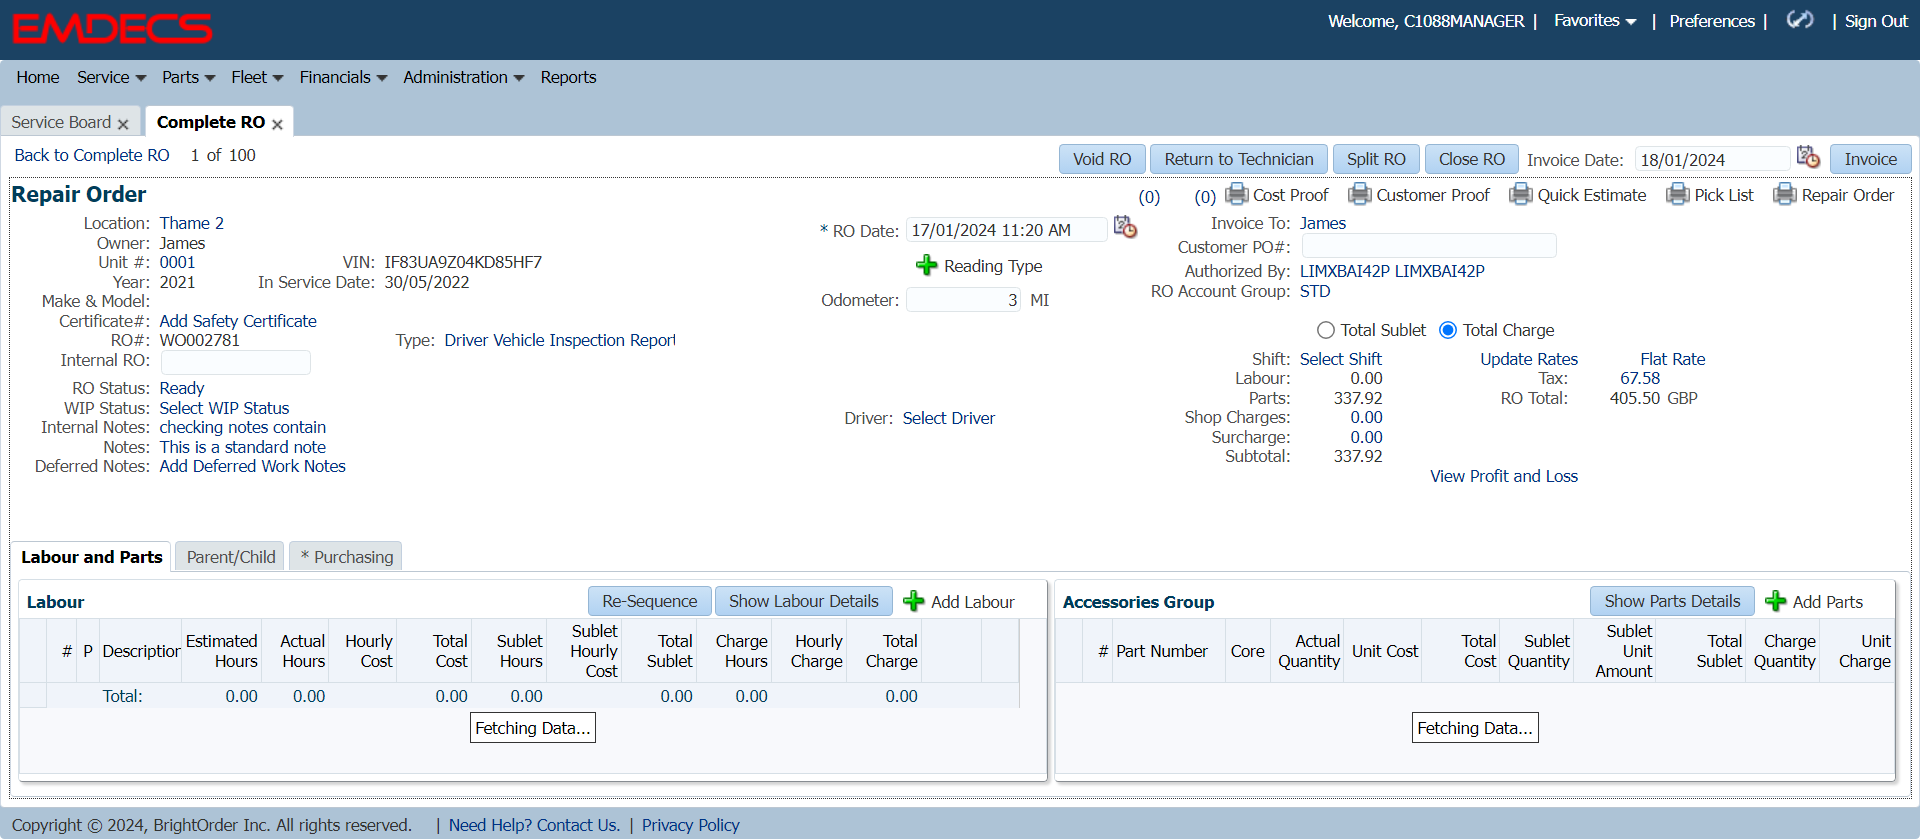 EMDECS
Welcome, C1088MANAGER | Favorites | Preferences | | Sign Out
Home Service Parts Fleet Financials Administration Reports
Service Board Complete RO
Back to Complete RO 1 of 100
Void RO Return to Technician Split RO Close RO Invoice Date: 18/01/2024 Invoice
Repair Order
(0) (0) Cost Proof Customer Proof Quick Estimate Pick List Repair Order
Location: Thame 2
Owner: James
Unit #: 0001 VIN: IF83UA9Z04KD85HF7
Year: 2021 In Service Date: 30/05/2022
Make & Model:
Certificate#: Add Safety Certificate
RO#: WO002781 Type: Driver Vehicle Inspection Report
Internal RO:
RO Status: Ready
WIP Status: Select WIP Status
Internal Notes: checking notes contain
Notes: This is a standard note
Deferred Notes: Add Deferred Work Notes
* RO Date: 17/01/2024 11:20 AM
Reading Type
Odometer: 3 MI
Driver: Select Driver
Invoice To: James
Customer PO#:
Authorized By: LIMXBAI42P LIMXBAI42P
RO Account Group: STD
Total Sublet Total Charge
Shift: Select Shift Update Rates Flat Rate
Labour: 0.00 Tax: 67.58
Parts: 337.92 RO Total: 405.50 GBP
Shop Charges: 0.00
Surcharge: 0.00
Subtotal: 337.92
View Profit and Loss
Labour and Parts Parent/Child * Purchasing
Labour Re-Sequence Show Labour Details Add Labour
# P Description Estimated Hours Actual Hours Hourly Cost Total Cost Sublet Hours Sublet Hourly Cost Total Sublet Charge Hours Hourly Charge Total Charge
Total: 0.00 0.00 0.00 0.00 0.00 0.00 0.00
Fetching Data...
Accessories Group Show Parts Details Add Parts
# Part Number Core Actual Quantity Unit Cost Total Cost Sublet Quantity Sublet Unit Amount Total Sublet Charge Quantity Unit Charge
Fetching Data...
Copyright © 2024, BrightOrder Inc. All rights reserved. | Need Help? Contact Us. | Privacy Policy